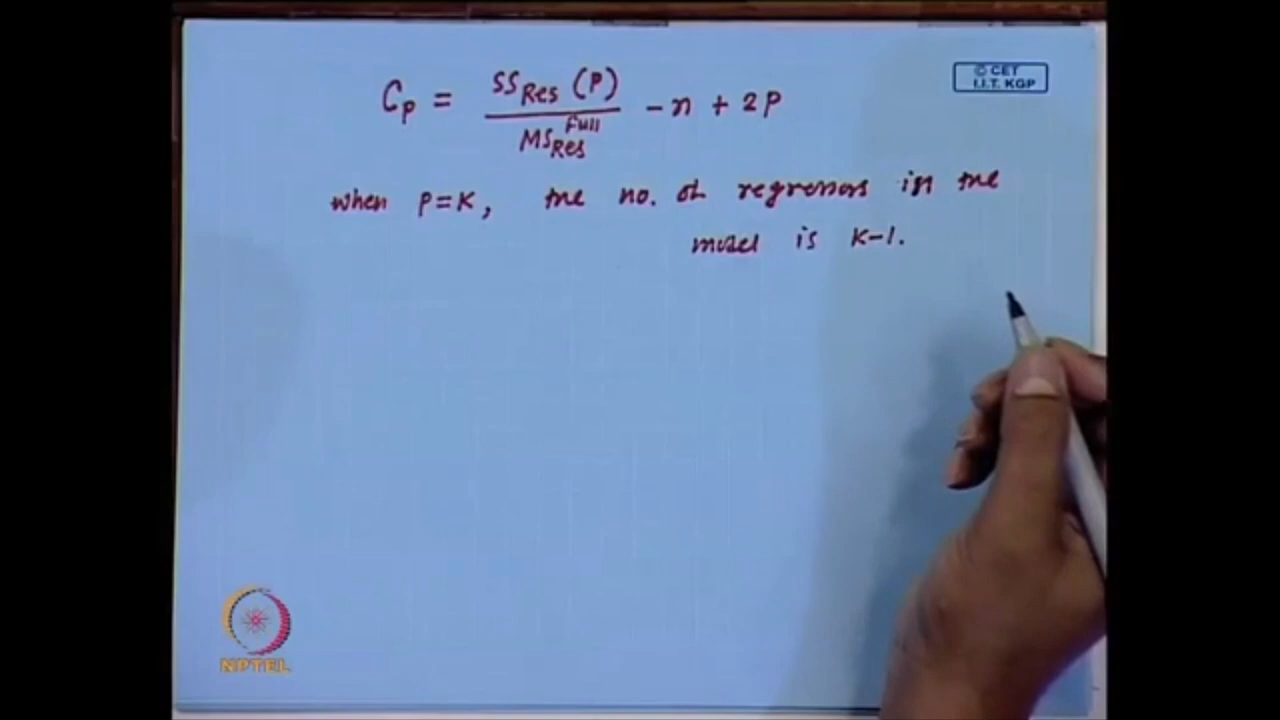 © CET
I.I.T. KGP
Cp = SSRes (P) / MSRes^Full - n + 2P
when P=K, the no. of regressors in the
model is K-1.
NPTEL